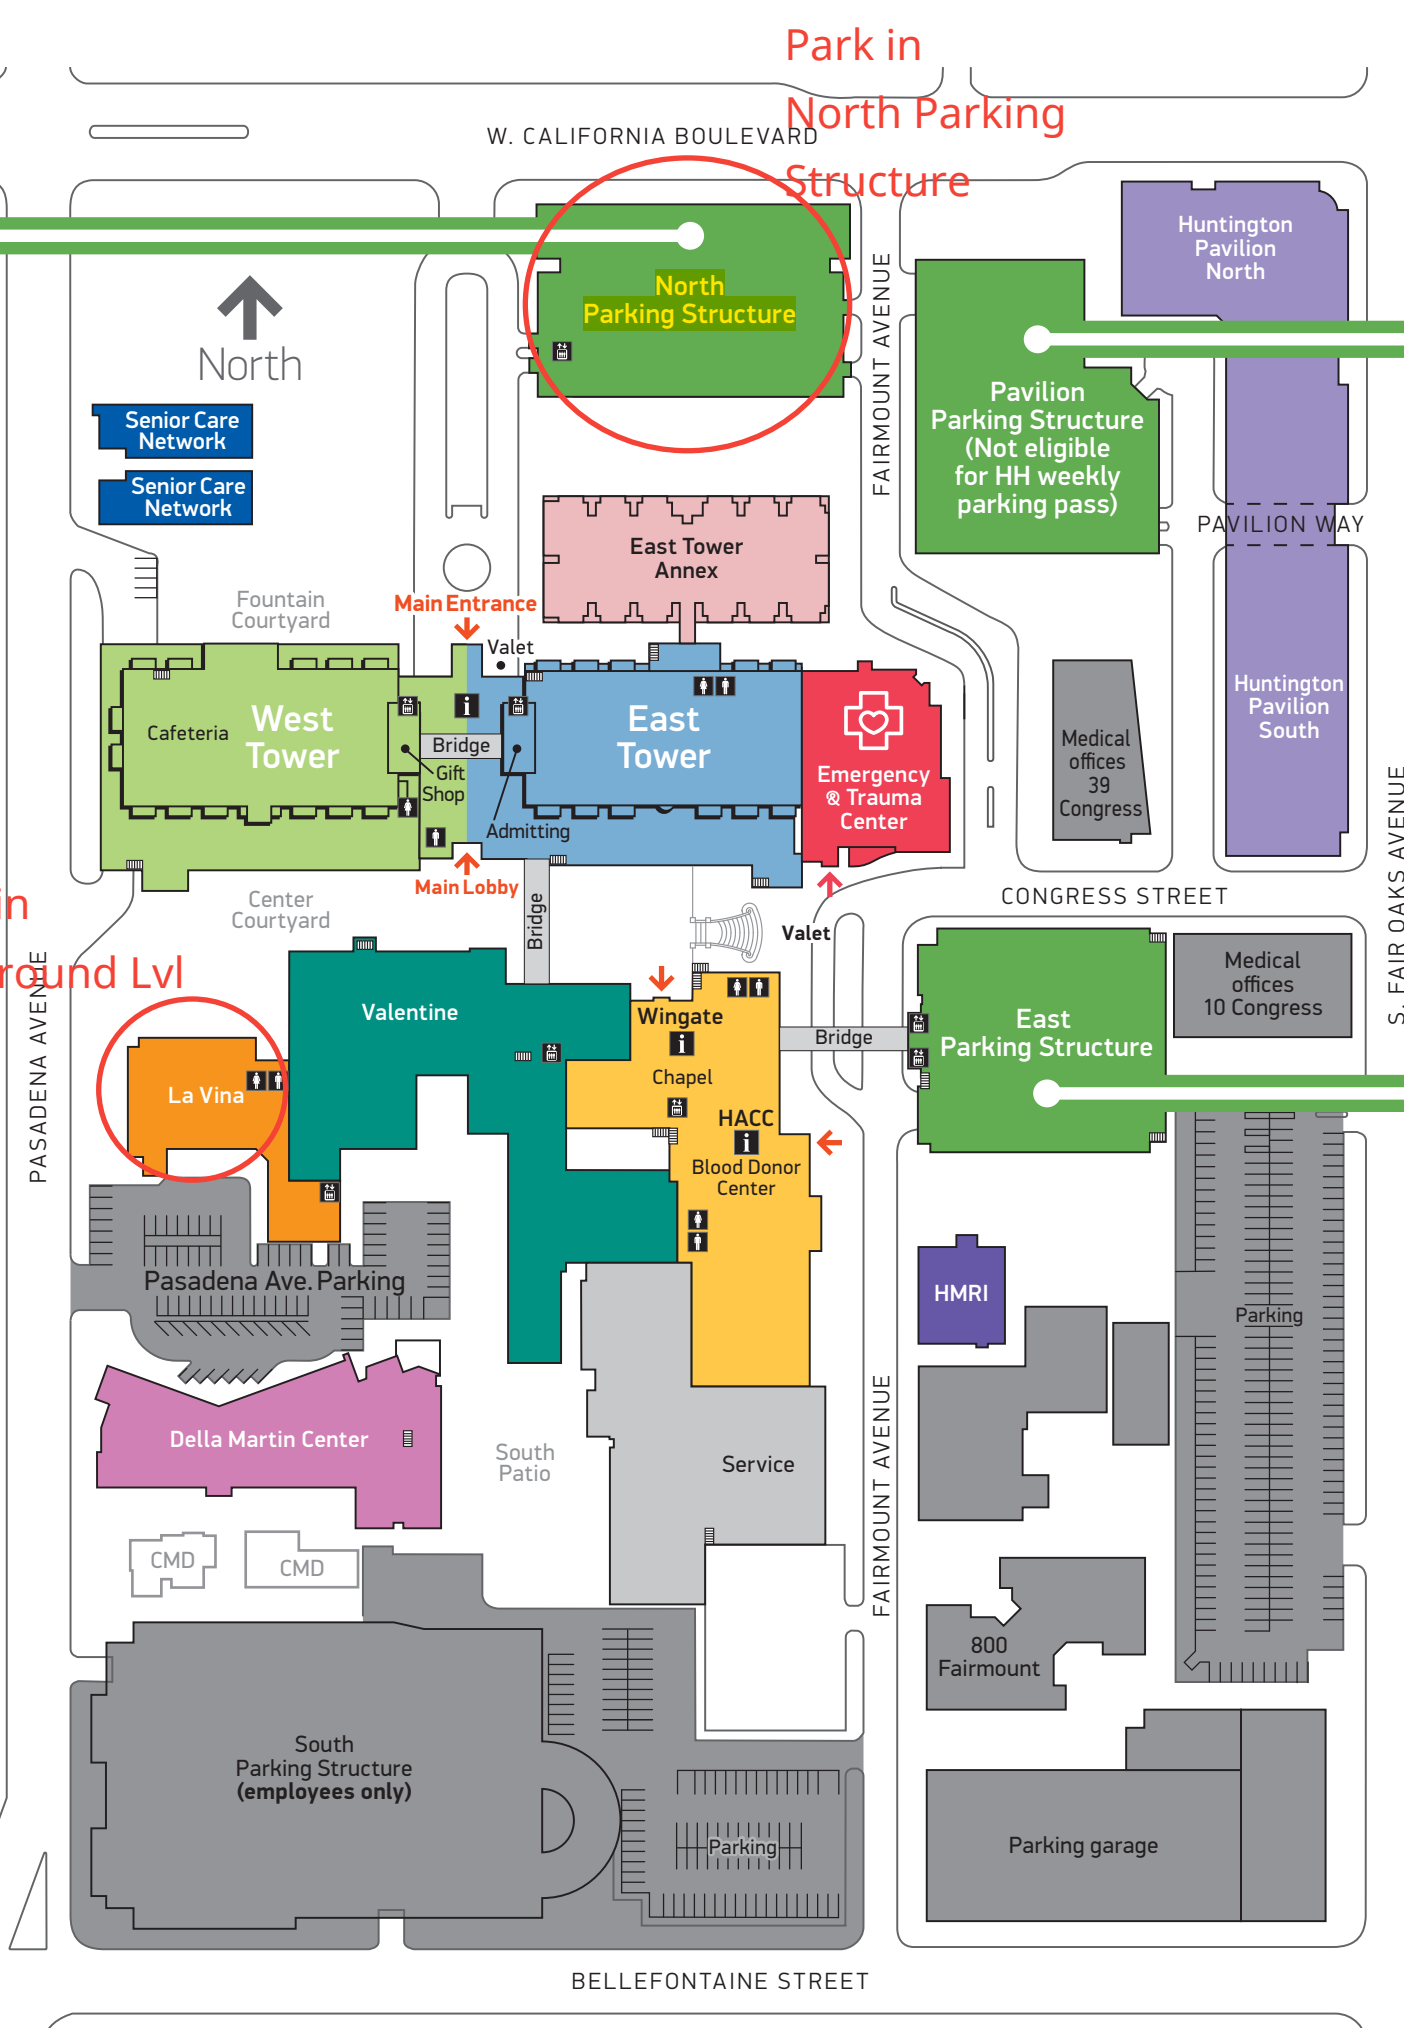 Park in
North Parking
Structure
W. CALIFORNIA BOULEVARD
North
Parking Structure
FAIRMOUNT AVENUE
Huntington
Pavilion
North
North
Pavilion
Parking Structure
(Not eligible
for HH weekly
parking pass)
Senior Care
Network
Senior Care
Network
PAVILION WAY
East Tower
Annex
Fountain
Courtyard
Main Entrance
Valet
Cafeteria
West
Tower
i
Bridge
Gift
Shop
Admitting
East
Tower
Emergency
& Trauma
Center
Medical
offices
39
Congress
Huntington
Pavilion
South
Main Lobby
Center
Courtyard
Bridge
Valet
CONGRESS STREET
S. FAIR OAKS AVENUE
in
round Lvl
PASADENA AVENUE
Valentine
Wingate
i
Chapel
Bridge
East
Parking Structure
Medical
offices
10 Congress
La Vina
HACC
i
Blood Donor
Center
Pasadena Ave. Parking
HMRI
Parking
Della Martin Center
South
Patio
Service
FAIRMOUNT AVENUE
CMD
CMD
800
Fairmount
South
Parking Structure
(employees only)
Parking
Parking garage
BELLEFONTAINE STREET